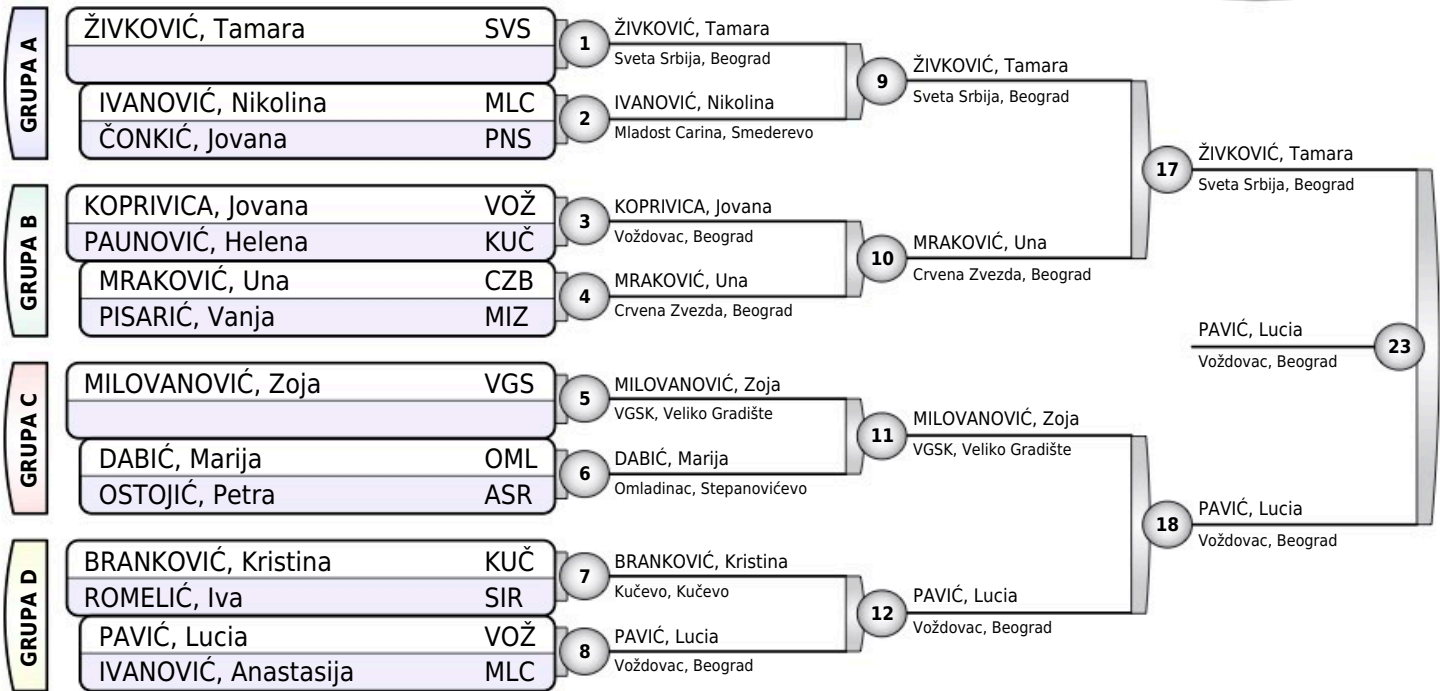 GRUPA A
ŽIVKOVIĆ, Tamara SVS
IVANOVIĆ, Nikolina MLC
ČONKIĆ, Jovana PNS
GRUPA B
KOPRIVICA, Jovana VOŽ
PAUNOVIĆ, Helena KUČ
MRAKOVIĆ, Una CZB
PISARIĆ, Vanja MIZ
GRUPA C
MILOVANOVIĆ, Zoja VGS
DABIĆ, Marija OML
OSTOJIĆ, Petra ASR
GRUPA D
BRANKOVIĆ, Kristina KUČ
ROMELIĆ, Iva SIR
PAVIĆ, Lucia VOŽ
IVANOVIĆ, Anastasija MLC
1 ŽIVKOVIĆ, Tamara
Sveta Srbija, Beograd
2 IVANOVIĆ, Nikolina
Mladost Carina, Smederevo
3 KOPRIVICA, Jovana
Voždovac, Beograd
4 MRAKOVIĆ, Una
Crvena Zvezda, Beograd
5 MILOVANOVIĆ, Zoja
VGSK, Veliko Gradište
6 DABIĆ, Marija
Omladinac, Stepanovićevo
7 BRANKOVIĆ, Kristina
Kučevo, Kučevo
8 PAVIĆ, Lucia
Voždovac, Beograd
9 ŽIVKOVIĆ, Tamara
Sveta Srbija, Beograd
10 MRAKOVIĆ, Una
Crvena Zvezda, Beograd
11 MILOVANOVIĆ, Zoja
VGSK, Veliko Gradište
12 PAVIĆ, Lucia
Voždovac, Beograd
17 ŽIVKOVIĆ, Tamara
Sveta Srbija, Beograd
18 PAVIĆ, Lucia
Voždovac, Beograd
PAVIĆ, Lucia 23
Voždovac, Beograd